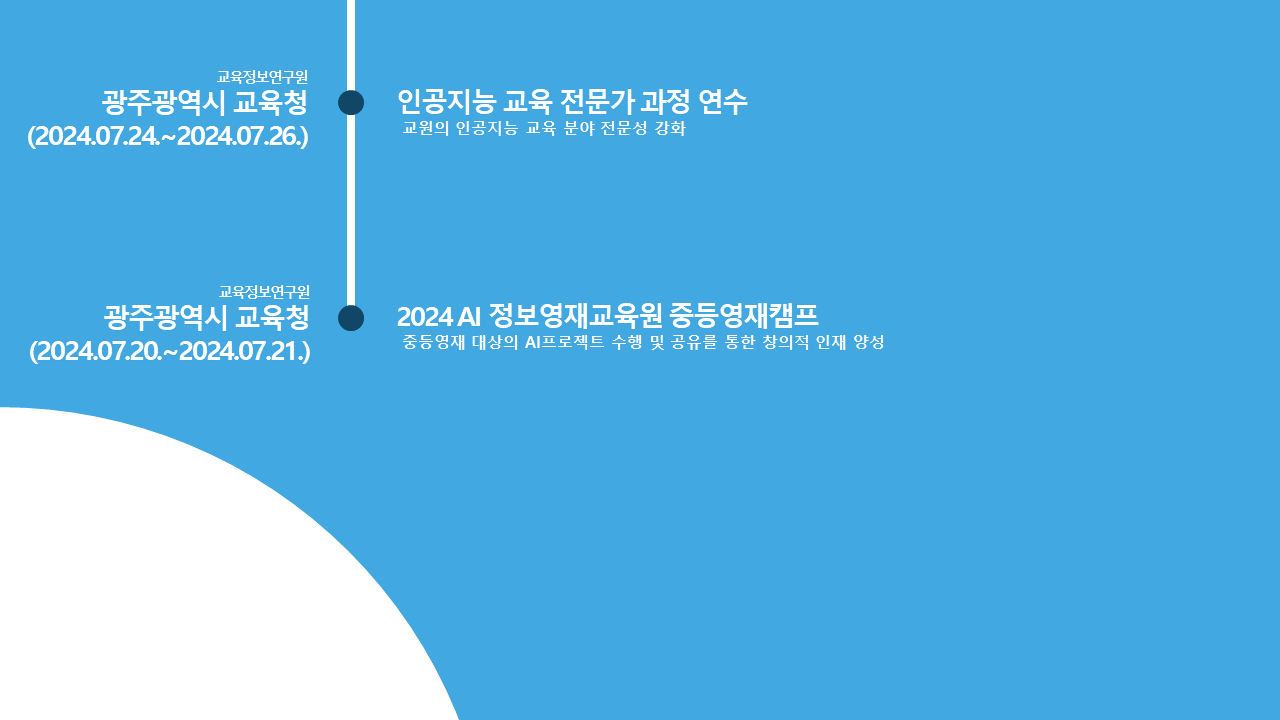 교육정보연구원
광주광역시 교육청
(2024.07.24.~2024.07.26.)
인공지능 교육 전문가 과정 연수
교원의 인공지능 교육 분야 전문성 강화
교육정보연구원
광주광역시 교육청
(2024.07.20.~2024.07.21.)
2024 AI 정보영재교육원 중등영재캠프
중등영재 대상의 AI프로젝트 수행 및 공유를 통한 창의적 인재 양성